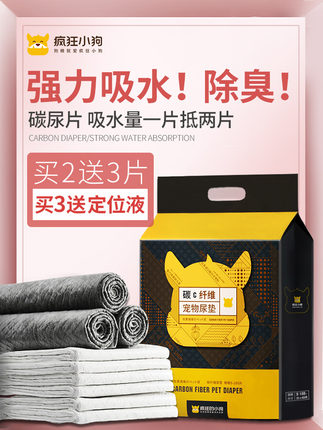 疯狂小狗
强力吸水！除臭！
碳尿片 吸水量一片抵两片
CARBON DIAPER/STRONG WATER ABSORPTION
买2送3片
买3送定位液
碳C纤维
宠物尿垫
CARBON FIBER PET DIAPER
疯狂的小狗